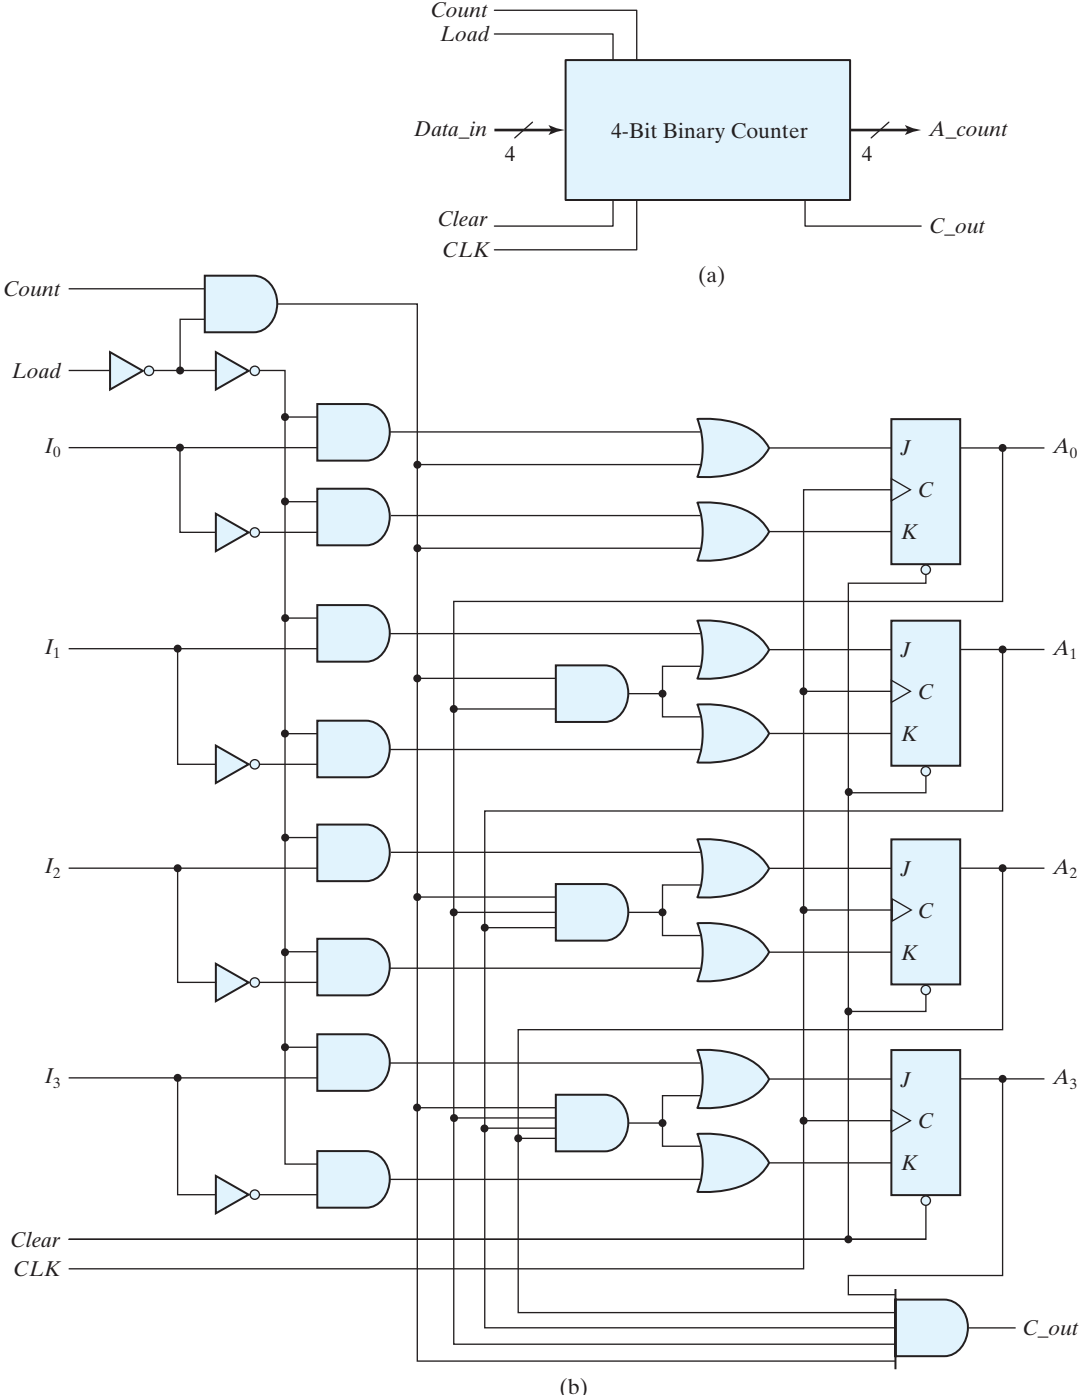 Count
Load
Data_in
4
4-Bit Binary Counter
4
A_count
Clear
CLK
C_out
(a)
Count
Load
I0
J
C
K
A0
I1
J
C
K
A1
I2
J
C
K
A2
I3
J
C
K
A3
Clear
CLK
C_out
(b)